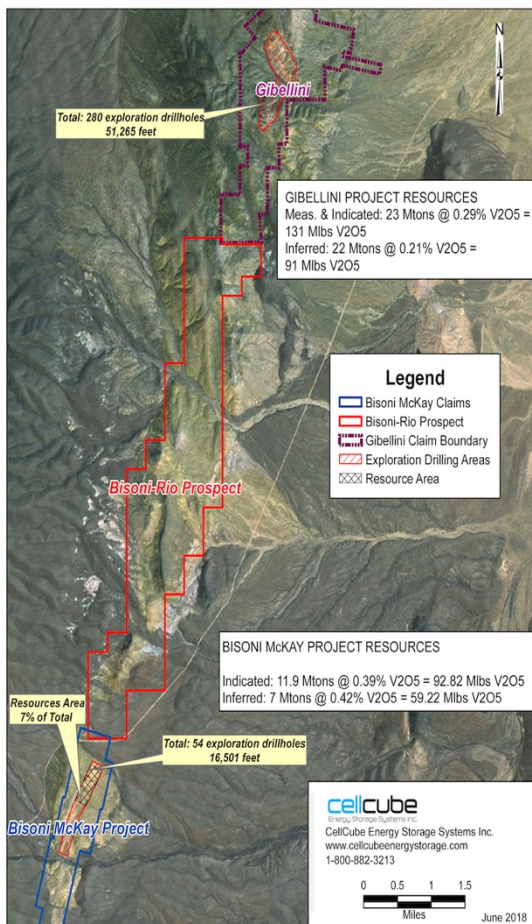 N
Gibellini
Total: 280 exploration drillholes
51,265 feet
GIBELLINI PROJECT RESOURCES
Meas. & Indicated: 23 Mtons @ 0.29% V2O5 =
131 Mlbs V2O5
Inferred: 22 Mtons @ 0.21% V2O5 =
91 Mlbs V2O5
Legend
Bisoni McKay Claims
Bisoni-Rio Prospect
Gibellini Claim Boundary
Exploration Drilling Areas
Resource Area
Bisoni-Rio Prospect
BISONI McKAY PROJECT RESOURCES
Indicated: 11.9 Mtons @ 0.39% V2O5 = 92.82 Mlbs V2O5
Inferred: 7 Mtons @ 0.42% V2O5 = 59.22 Mlbs V2O5
Resources Area
7% of Total
Total: 54 exploration drillholes
16,501 feet
Bisoni McKay Project
cellcube
Energy Storage Systems Inc.
CellCube Energy Storage Systems Inc.
www.cellcubeenergystorage.com
1-800-882-3213
0 0.5 1 1.5
Miles
June 2018